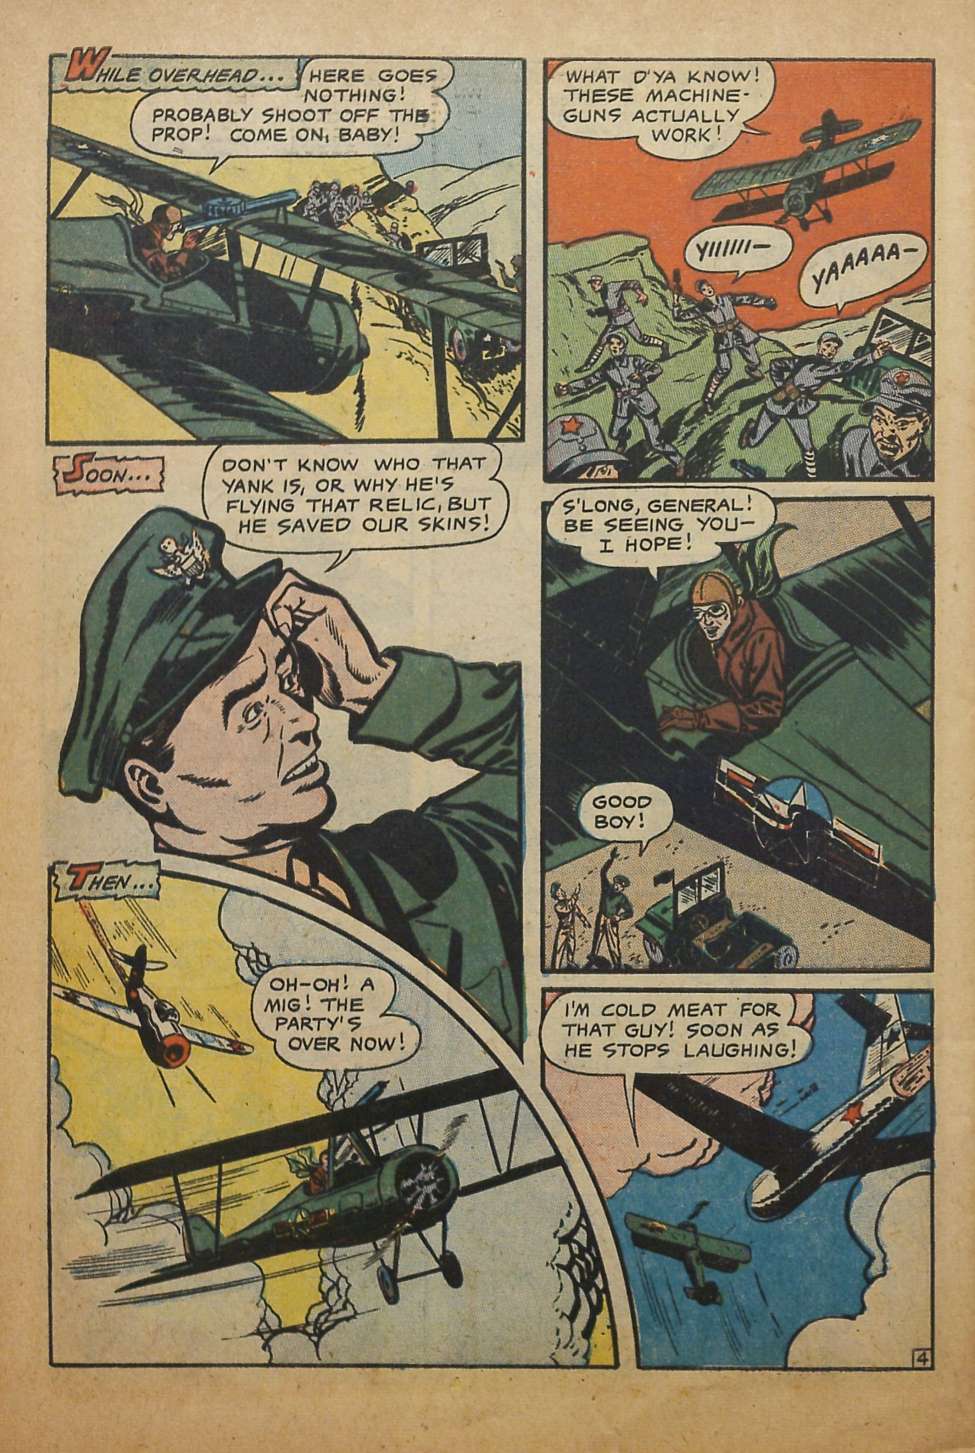 WHILE OVERHEAD...
HERE GOES
NOTHING!
PROBABLY SHOOT OFF THE
PROP! COME ON, BABY!
WHAT D'YA KNOW!
THESE MACHINE-
GUNS ACTUALLY
WORK!
YIIIIII-
YAAAAA-
SOON...
DON'T KNOW WHO THAT
YANK IS, OR WHY HE'S
FLYING THAT RELIC, BUT
HE SAVED OUR SKINS!
S'LONG, GENERAL!
BE SEEING YOU-
I HOPE!
GOOD
BOY!
THEN...
OH-OH! A
MIG! THE
PARTY'S
OVER NOW!
I'M COLD MEAT FOR
THAT GUY! SOON AS
HE STOPS LAUGHING!
4